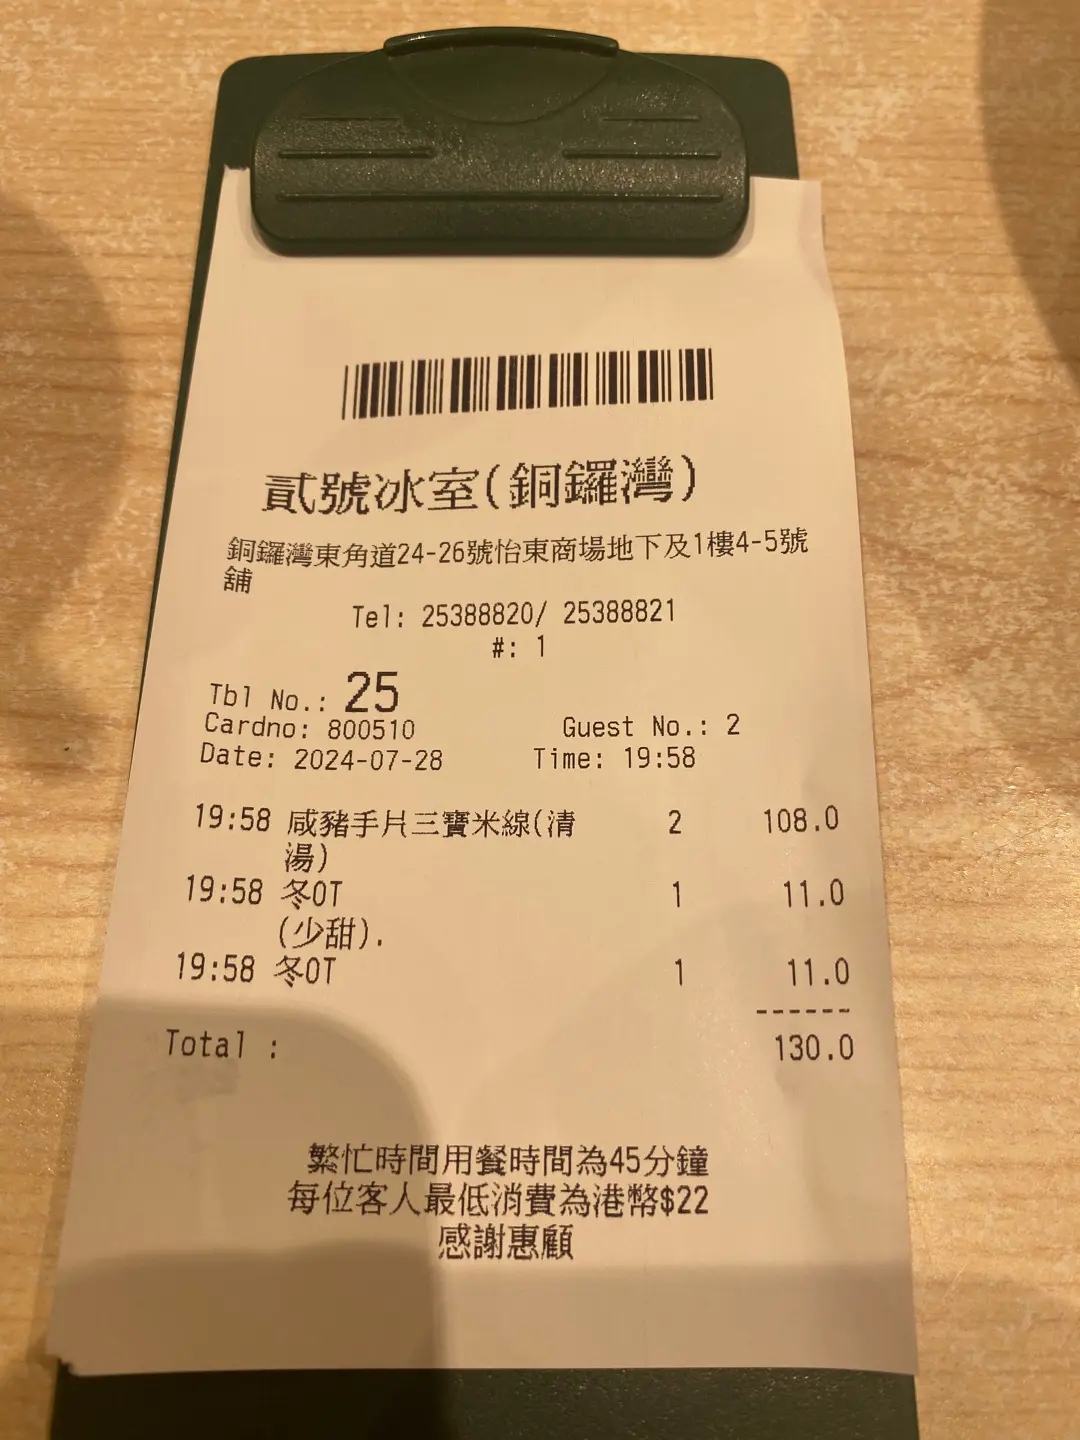 貳號冰室(銅鑼灣)
銅鑼灣東角道24-26號怡東商場地下及1樓4-5號
舖
Tel: 25388820/ 25388821
#: 1
Tbl No.: 25
Cardno: 800510 Guest No.: 2
Date: 2024-07-28 Time: 19:58
19:58 咸豬手片三寶米線(清 2 108.0
湯)
19:58 冬OT 1 11.0
(少甜).
19:58 冬OT 1 11.0
------
Total : 130.0
繁忙時間用餐時間為45分鐘
每位客人最低消費為港幣$22
感謝惠顧